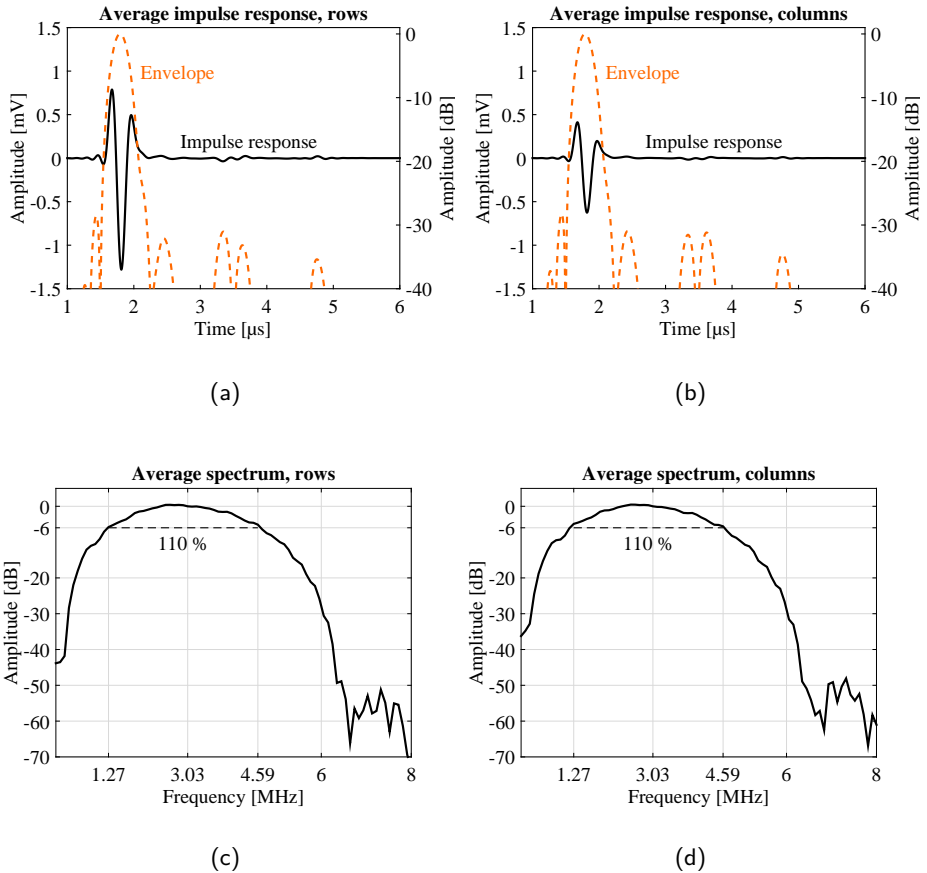 Average impulse response, rows
1.5
1
0.5
0
-0.5
-1
-1.5
Amplitude [mV]
Envelope
Impulse response
0
-10
-20
-30
-40
Amplitude [dB]
1 2 3 4 5 6
Time [µs]
(a)
Average impulse response, columns
1.5
1
0.5
0
-0.5
-1
-1.5
Amplitude [mV]
Envelope
Impulse response
0
-10
-20
-30
-40
Amplitude [dB]
1 2 3 4 5 6
Time [µs]
(b)
Average spectrum, rows
0
-6
-20
-30
-40
-50
-60
-70
Amplitude [dB]
110 %
1.27 3.03 4.59 6 8
Frequency [MHz]
(c)
Average spectrum, columns
0
-6
-20
-30
-40
-50
-60
-70
Amplitude [dB]
110 %
1.27 3.03 4.59 6 8
Frequency [MHz]
(d)